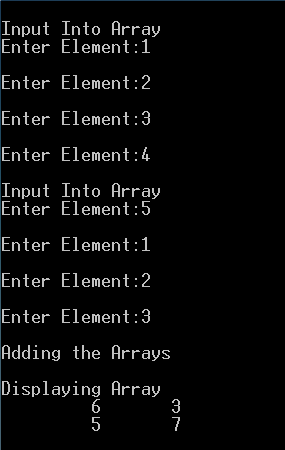 Input Into Array
Enter Element:1
Enter Element:2
Enter Element:3
Enter Element:4
Input Into Array
Enter Element:5
Enter Element:1
Enter Element:2
Enter Element:3
Adding the Arrays
Displaying Array
6 3
5 7